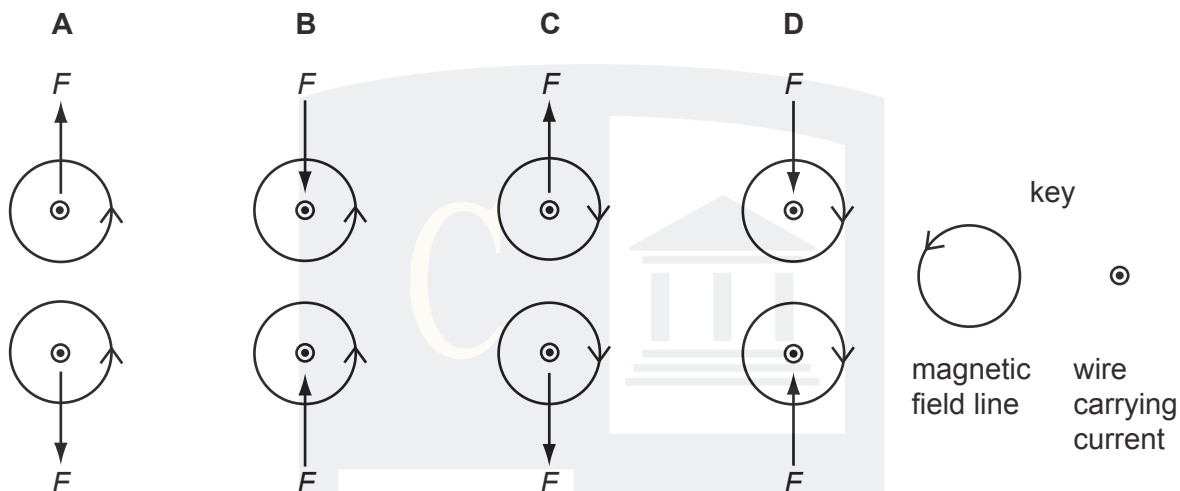 A B C D
F F F F
key
magnetic field line
wire carrying current
F F F F
C